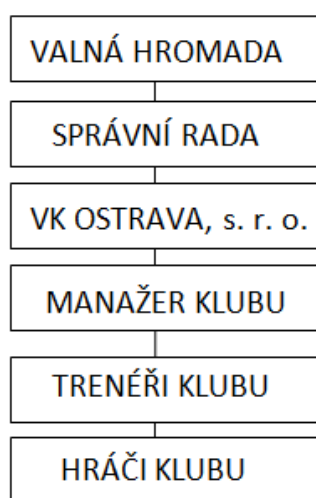 VALNÁ HROMADA
SPRÁVNÍ RADA
VK OSTRAVA, s. r. o.
MANAŽER KLUBU
TRENÉŘI KLUBU
HRÁČI KLUBU